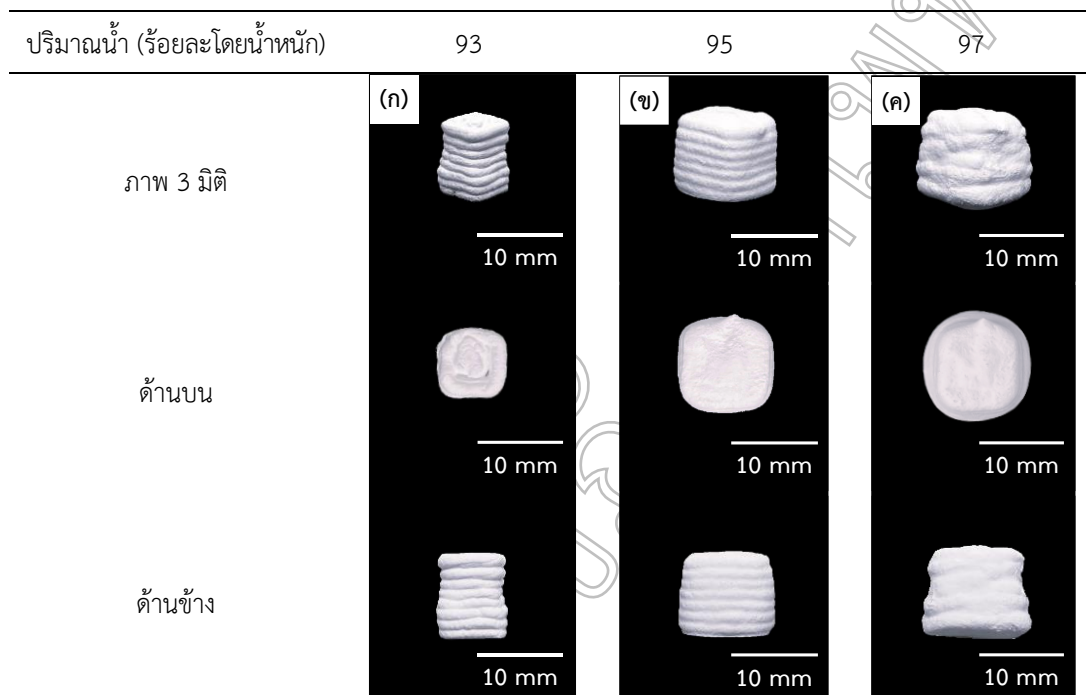 ปริมาณน้ำ (ร้อยละโดยน้ำหนัก) 93 95 97
(ก) (ข) (ค)
ภาพ 3 มิติ
10 mm 10 mm 10 mm
ด้านบน
10 mm 10 mm 10 mm
ด้านข้าง
10 mm 10 mm 10 mm